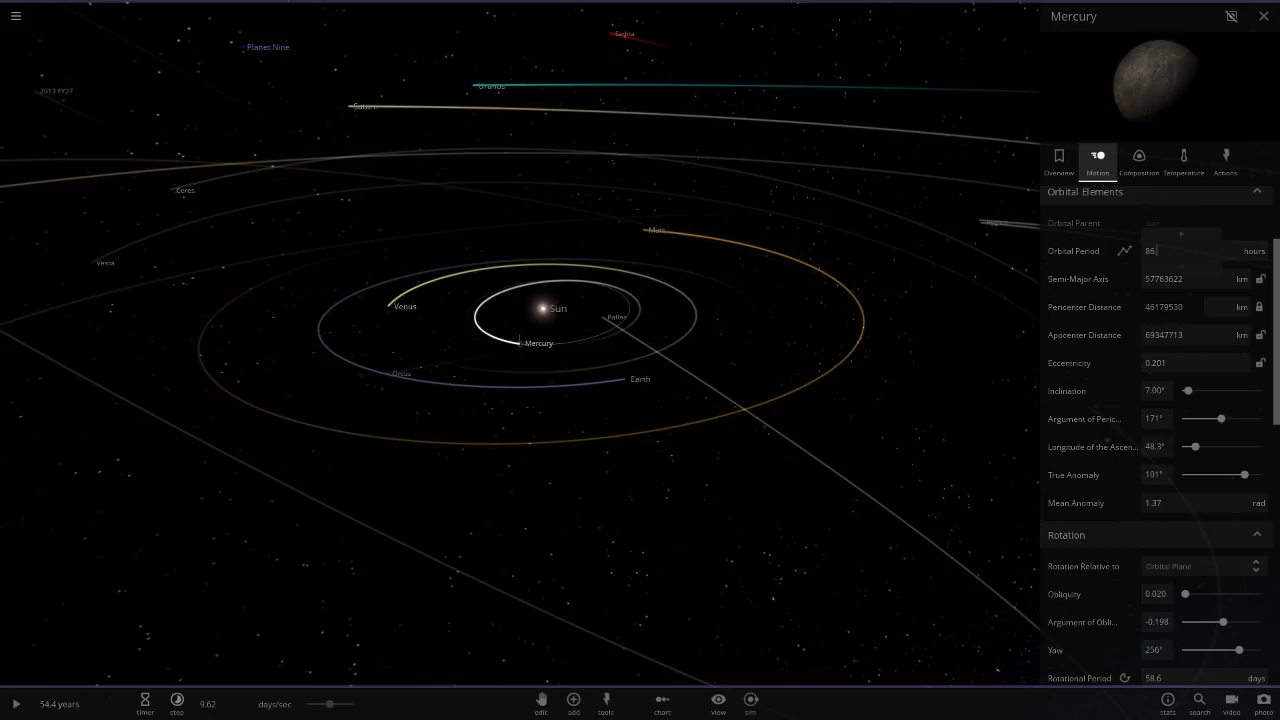 Mercury
Planet Nine
Sedna
2013 FY27
Uranus
Saturn
Ceres
Mars
Vesta
Venus
Sun
Pallas
Mercury
Orcus
Earth
Overview
Motion
Composition
Temperature
Actions
Orbital Elements
Orbital Parent Sun
Orbital Period 86. hours
Semi-Major Axis 57763622 km
Pericenter Distance 46179530 km
Apocenter Distance 69347713 km
Eccentricity 0.201
Inclination 7.00°
Argument of Peric... 171°
Longitude of the Ascen... 48.3°
True Anomaly 101°
Mean Anomaly 1.37 rad
Rotation
Rotation Relative to Orbital Plane
Obliquity 0.020
Argument of Obli... -0.198
Yaw 256°
Rotational Period 58.6 days
54.4 years
timer
step
9.62 days/sec
edit
add
tools
chart
view
sim
stats
search
video
photo